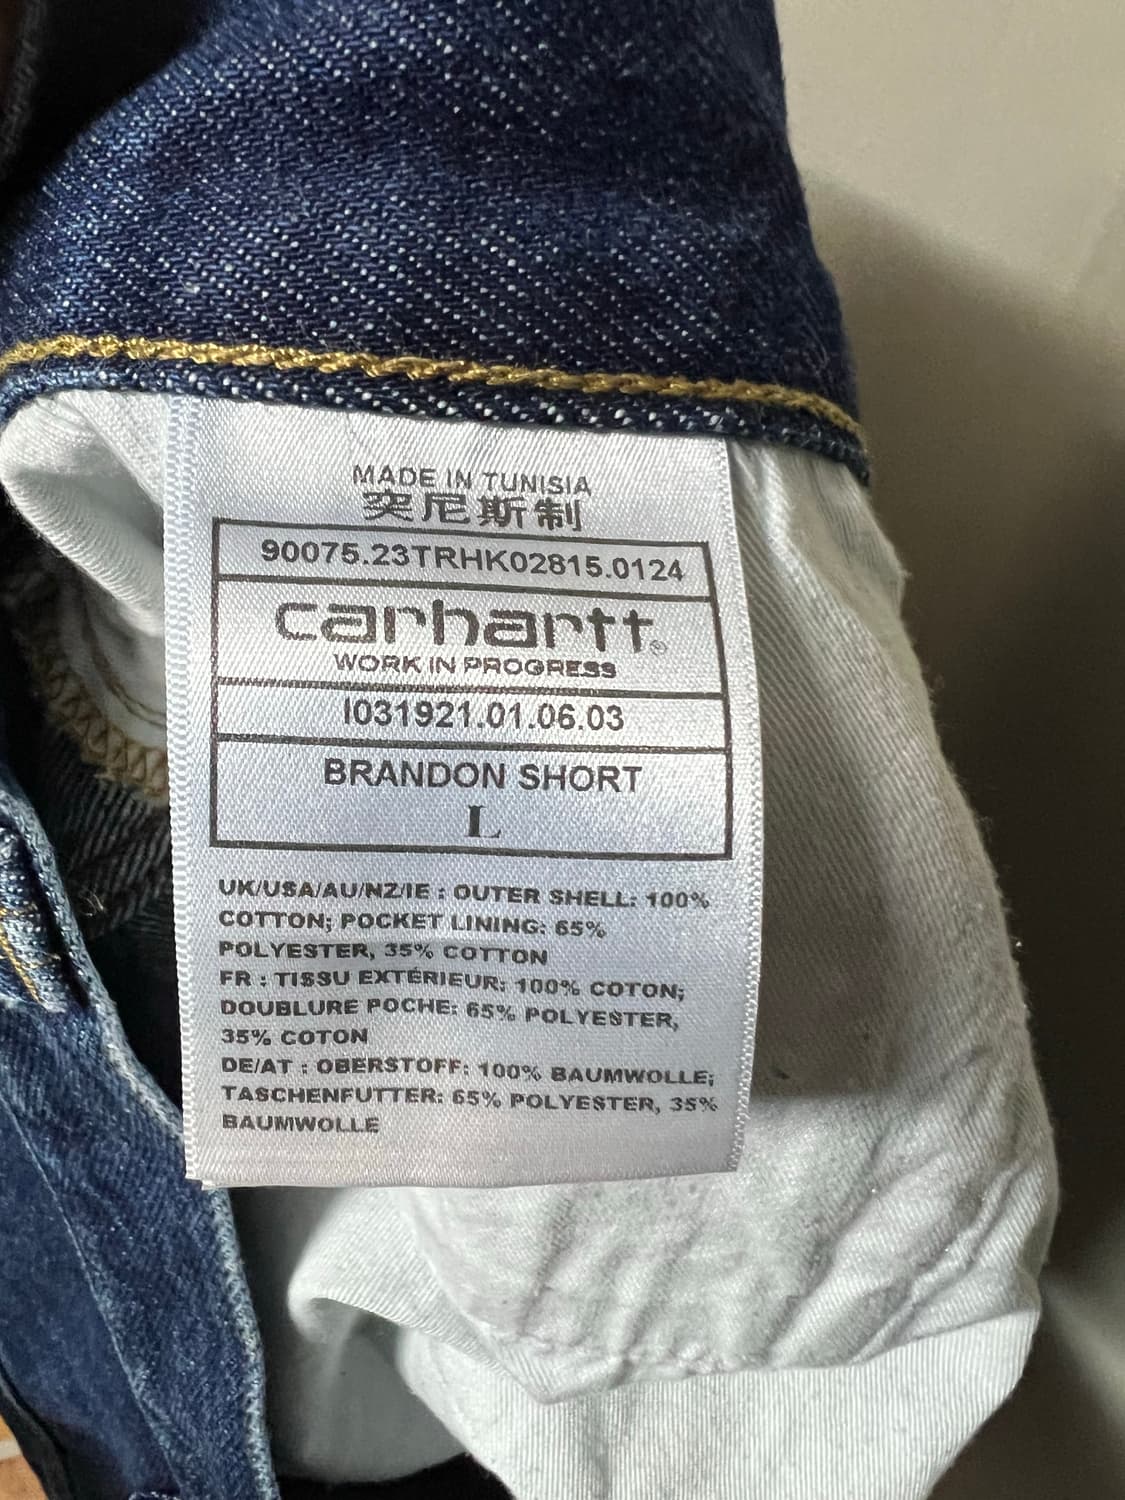 MADE IN TUNISIA
突尼斯制
90075.23TRHK02815.0124
carhartt®
WORK IN PROGRESS
I031921.01.06.03
BRANDON SHORT
L
UK/USA/AU/NZ/IE : OUTER SHELL: 100%
COTTON; POCKET LINING: 65%
POLYESTER, 35% COTTON
FR : TISSU EXTÉRIEUR: 100% COTON;
DOUBLURE POCHE: 65% POLYESTER,
35% COTON
DE/AT : OBERSTOFF: 100% BAUMWOLLE;
TASCHENFUTTER: 65% POLYESTER, 35%
BAUMWOLLE